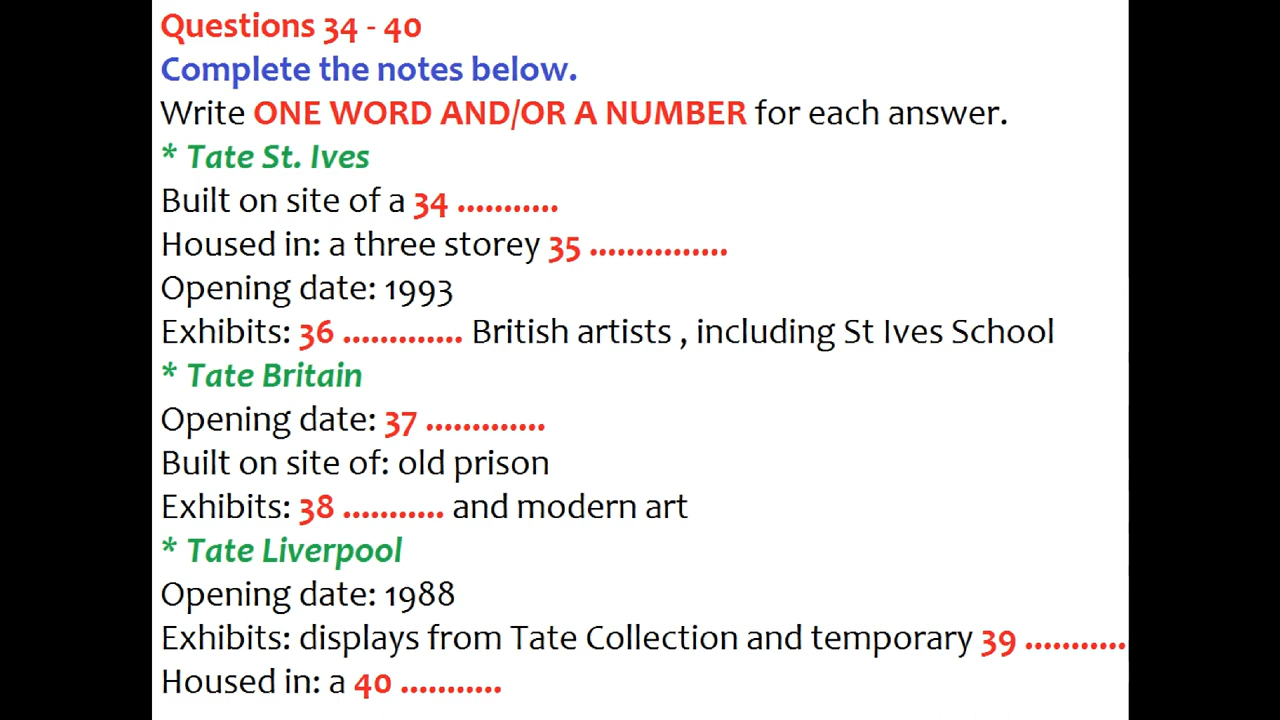 Questions 34 - 40
Complete the notes below.
Write ONE WORD AND/OR A NUMBER for each answer.
* Tate St. Ives
Built on site of a 34 ...........
Housed in: a three storey 35 ...............
Opening date: 1993
Exhibits: 36 ............. British artists , including St Ives School
* Tate Britain
Opening date: 37 .............
Built on site of: old prison
Exhibits: 38 ........... and modern art
* Tate Liverpool
Opening date: 1988
Exhibits: displays from Tate Collection and temporary 39 ...........
Housed in: a 40 ...........